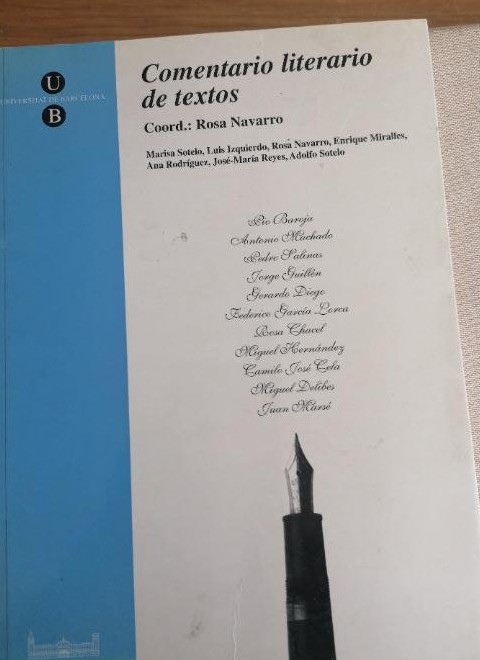 U
UNIVERSITAT DE BARCELONA
B
Comentario literario
de textos
Coord.: Rosa Navarro
Marisa Sotelo, Luis Izquierdo, Rosa Navarro, Enrique Miralles,
Ana Rodríguez, José-María Reyes, Adolfo Sotelo
Pío Baroja
Antonio Machado
Pedro Salinas
Jorge Guillén
Gerardo Diego
Federico García Lorca
Rosa Chacel
Miguel Hernández
Camilo José Cela
Miguel Delibes
Juan Marsé